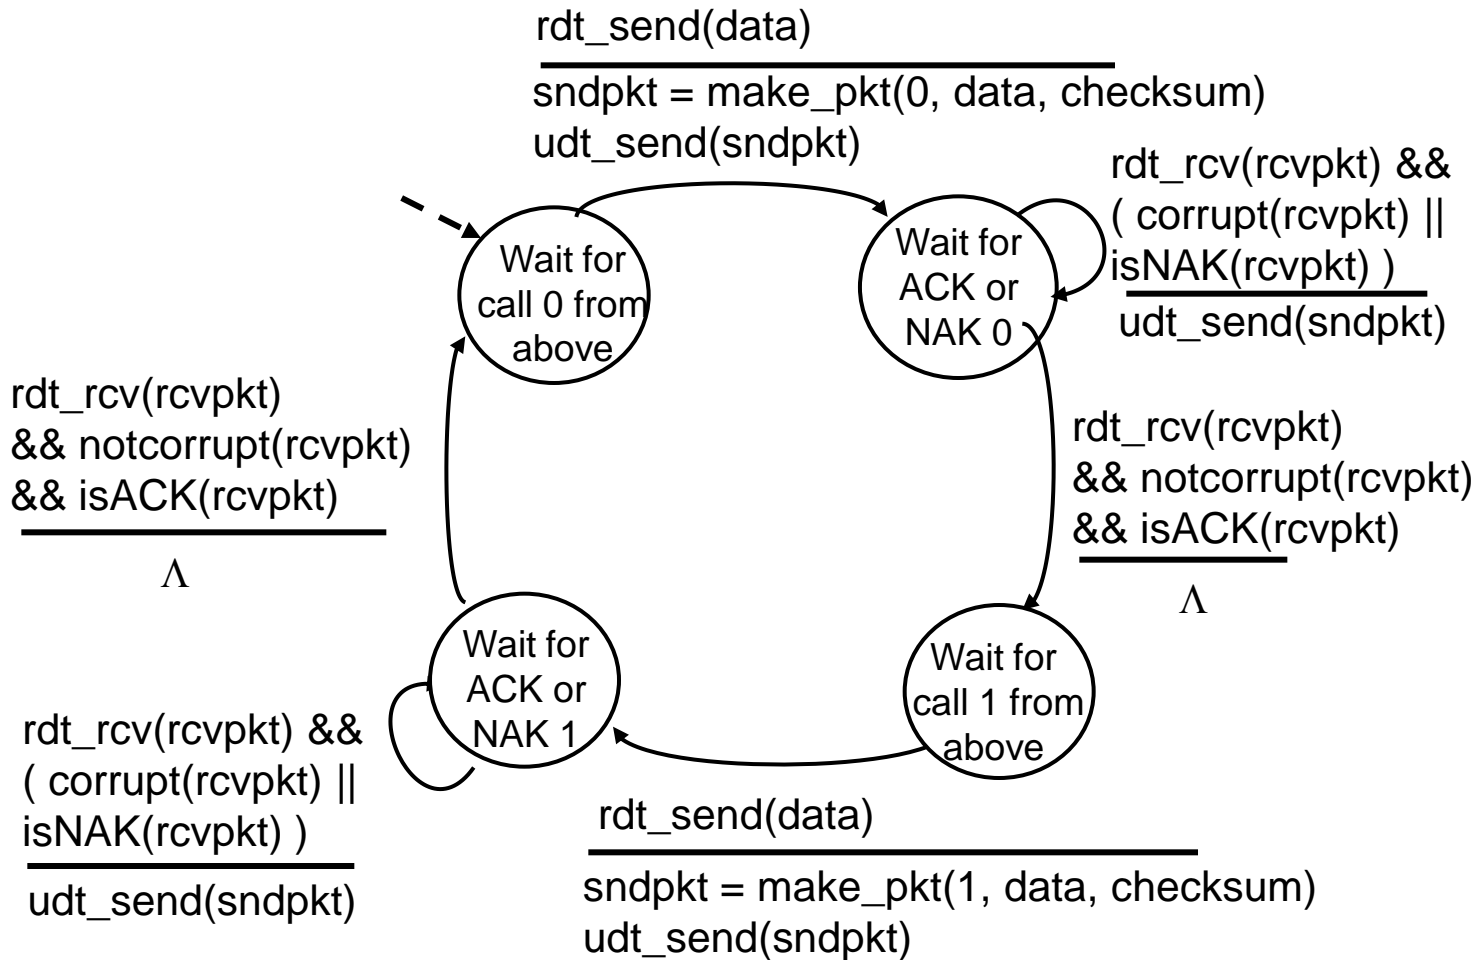 rdt_send(data)
sndpkt = make_pkt(0, data, checksum)
udt_send(sndpkt)
rdt_rcv(rcvpkt) &&
( corrupt(rcvpkt) ||
isNAK(rcvpkt) )
udt_send(sndpkt)
Wait for
call 0 from
above
Wait for
ACK or
NAK 0
rdt_rcv(rcvpkt)
&& notcorrupt(rcvpkt)
&& isACK(rcvpkt)
Λ
rdt_rcv(rcvpkt)
&& notcorrupt(rcvpkt)
&& isACK(rcvpkt)
Λ
Wait for
ACK or
NAK 1
Wait for
call 1 from
above
rdt_rcv(rcvpkt) &&
( corrupt(rcvpkt) ||
isNAK(rcvpkt) )
udt_send(sndpkt)
rdt_send(data)
sndpkt = make_pkt(1, data, checksum)
udt_send(sndpkt)